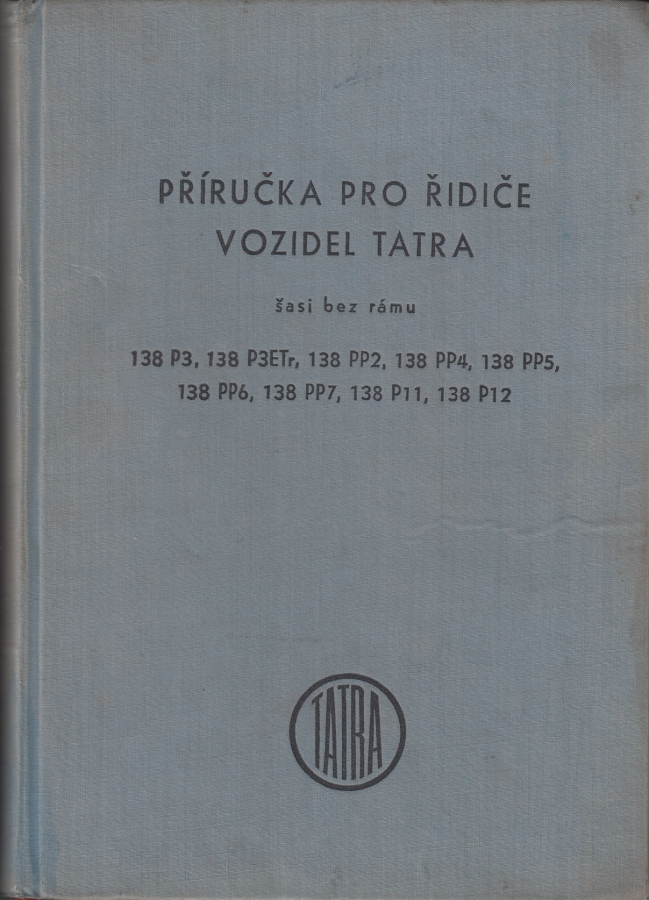 PŘÍRUČKA PRO ŘIDIČE
VOZIDEL TATRA
šasi bez rámu
138 P3, 138 P3ETr, 138 PP2, 138 PP4, 138 PP5,
138 PP6, 138 PP7, 138 P11, 138 P12
TATRA